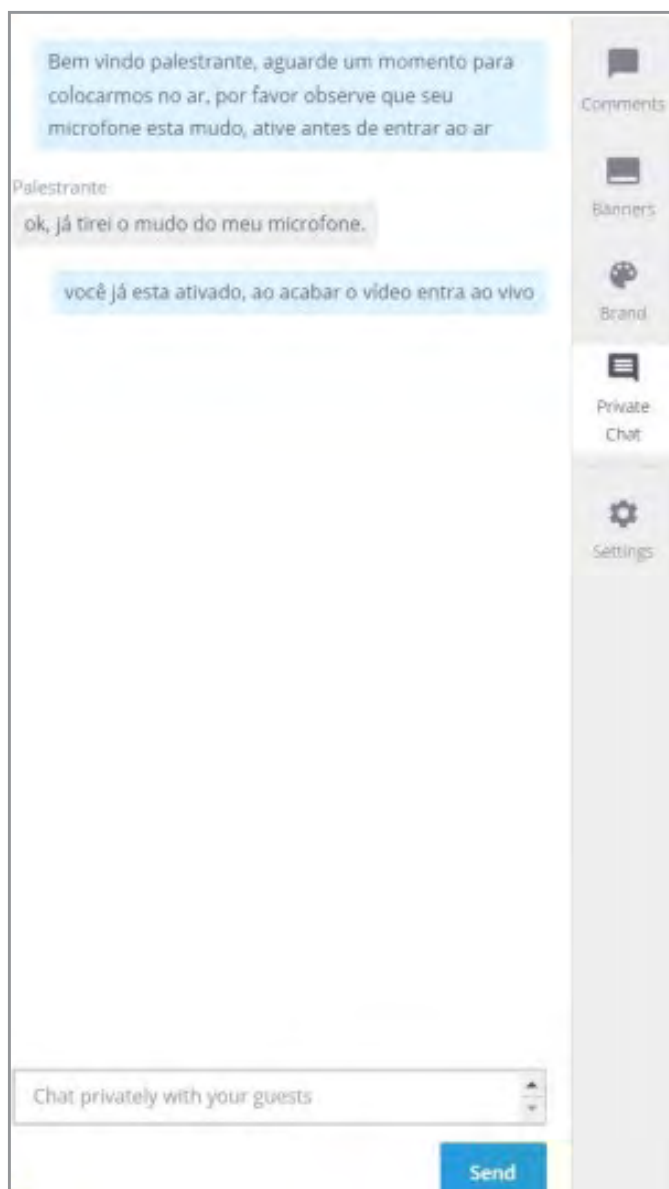 Bem vindo palestrante, aguarde um momento para
colocarmos no ar, por favor observe que seu
microfone esta mudo, ative antes de entrar ao ar
Palestrante
ok, já tirei o mudo do meu microfone.
você já esta ativado, ao acabar o vídeo entra ao vivo
Chat privately with your guests
Send
Comments
Banners
Brand
Private
Chat
Settings